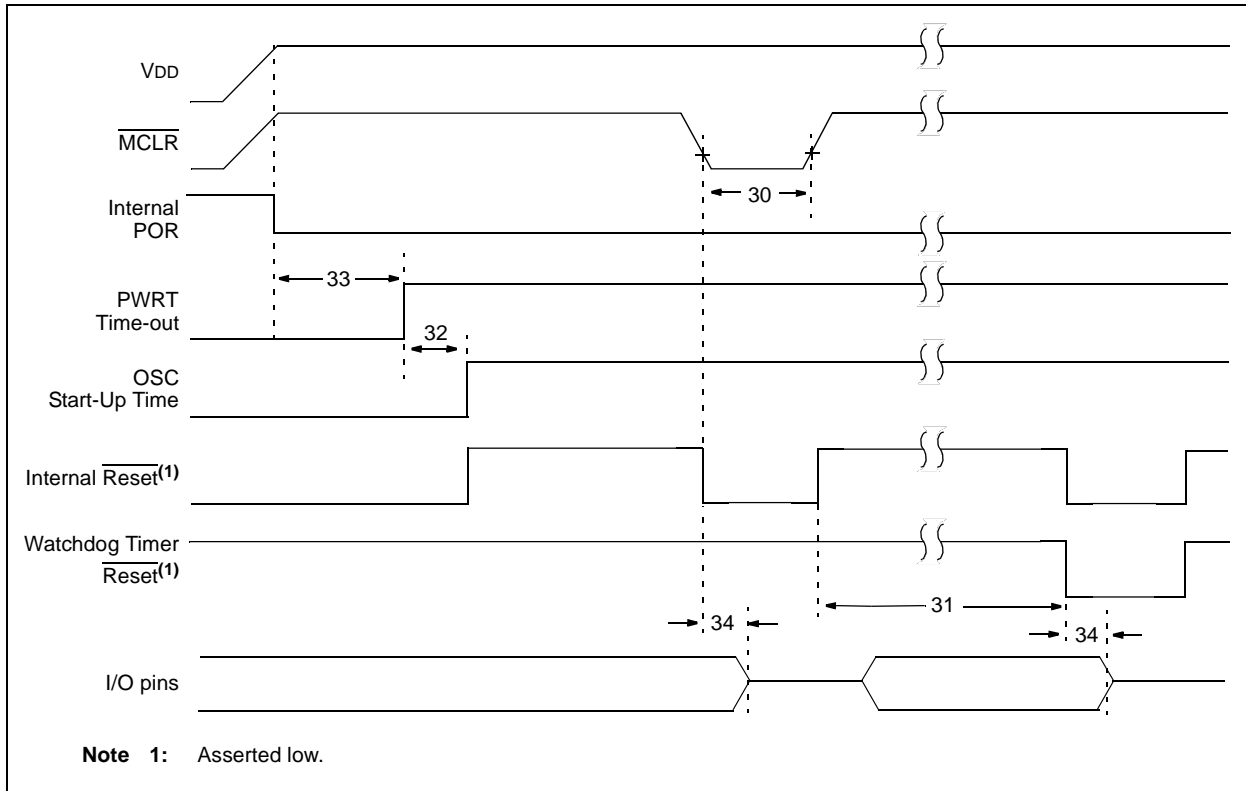 VDD
MCLR
30
Internal
POR
33
PWRT
Time-out
32
OSC
Start-Up Time
Internal Reset(1)
Watchdog Timer
Reset(1)
31
34
34
I/O pins
Note 1: Asserted low.